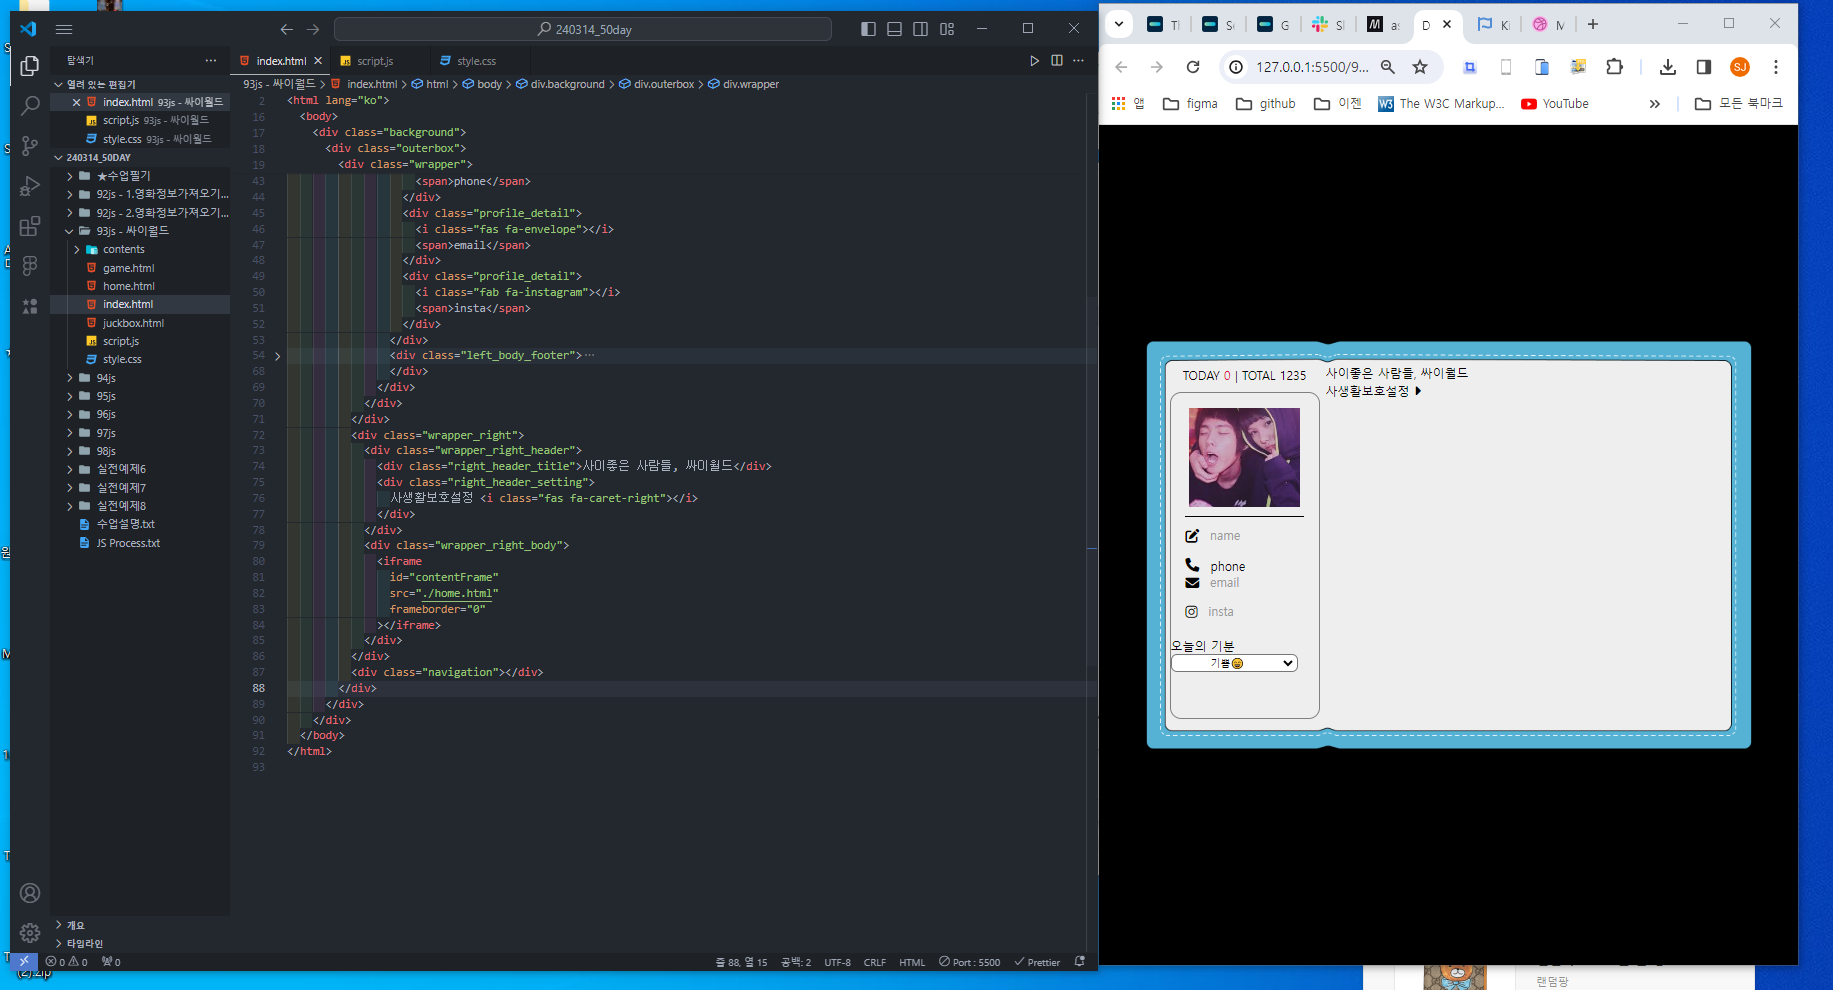 240314_50day
탐색기
index.html
script.js
style.css
열려 있는 편집기
index.html 93js - 싸이월드
script.js 93js - 싸이월드
style.css 93js - 싸이월드
240314_50DAY
★수업필기
92js - 1.영화정보가져오기...
92js - 2.영화정보가져오기...
93js - 싸이월드
contents
game.html
home.html
index.html
juckbox.html
script.js
style.css
94js
95js
96js
97js
98js
실전예제6
실전예제7
실전예제8
수업설명.txt
JS Process.txt
개요
타임라인
93js - 싸이월드 > index.html > html > body > div.background > div.outerbox > div.wrapper
2 <html lang="ko">
16 <body>
17 <div class="background">
18 <div class="outerbox">
19 <div class="wrapper">
43 <span>phone</span>
44 </div>
45 <div class="profile_detail">
46 <i class="fas fa-envelope"></i>
47 <span>email</span>
48 </div>
49 <div class="profile_detail">
50 <i class="fab fa-instagram"></i>
51 <span>insta</span>
52 </div>
53 </div>
54 <div class="left_body_footer">…
68 </div>
69 </div>
70 </div>
71 </div>
72 <div class="wrapper_right">
73 <div class="wrapper_right_header">
74 <div class="right_header_title">사이좋은 사람들, 싸이월드</div>
75 <div class="right_header_setting">
76 사생활보호설정 <i class="fas fa-caret-right"></i>
77 </div>
78 </div>
79 <div class="wrapper_right_body">
80 <iframe
81 id="contentFrame"
82 src="./home.html"
83 frameborder="0"
84 ></iframe>
85 </div>
86 </div>
87 <div class="navigation"></div>
88 </div>
89 </div>
90 </div>
91 </body>
92 </html>
93
0 0 0
줄 88, 열 15 공백: 2 UTF-8 CRLF HTML Port : 5500 Prettier
127.0.0.1:5500/9...
앱 figma github 이젠 The W3C Markup... YouTube » 모든 북마크
SJ
TODAY 0 | TOTAL 1235
사이좋은 사람들, 싸이월드
사생활보호설정
name
phone
email
insta
오늘의 기분
기쁨😄
(2).zip
랜덤팡